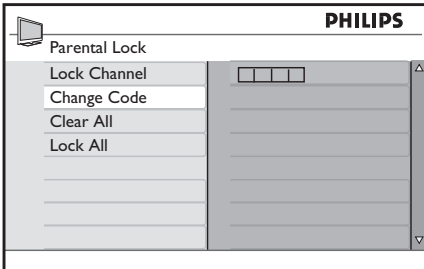 PHILIPS
Parental Lock
Lock Channel
Change Code
Clear All
Lock All